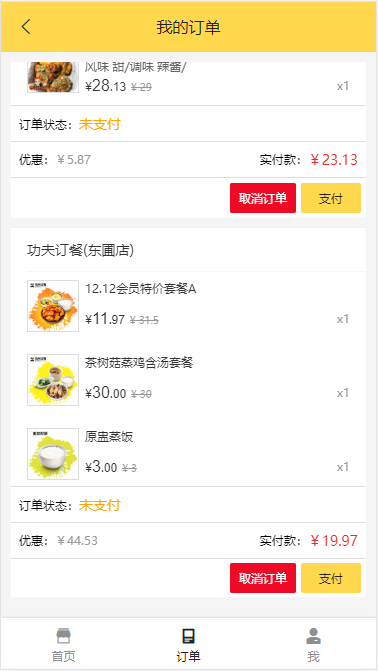 我的订单
风味 甜/调味 辣酱/
¥28.13 ¥29 x1
订单状态：未支付
优惠：￥5.87 实付款：￥23.13
取消订单 支付
功夫订餐(东圃店)
12.12会员特价套餐A
¥11.97 ¥31.5 x1
茶树菇蒸鸡含汤套餐
¥30.00 ¥30 x1
原盅蒸饭
¥3.00 ¥3 x1
订单状态：未支付
优惠：￥44.53 实付款：￥19.97
取消订单 支付
首页 订单 我